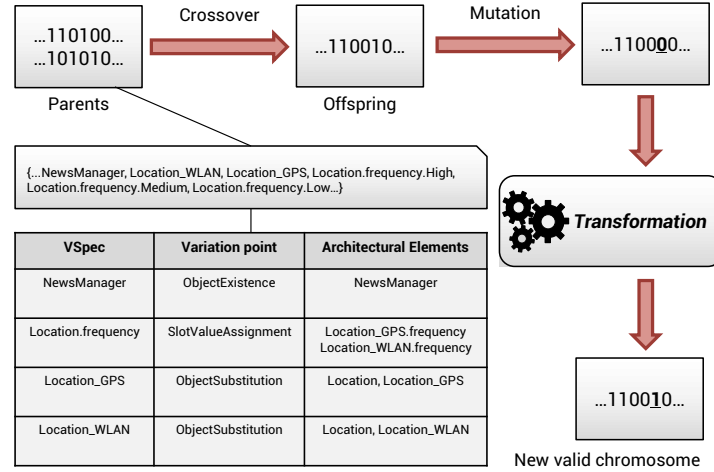 Crossover
Mutation
...110100...
...101010...
...110010...
...110000...
Parents
Offspring
{...NewsManager, Location_WLAN, Location_GPS, Location.frequency.High,
Location.frequency.Medium, Location.frequency.Low...}
Transformation
VSpec Variation point Architectural Elements
NewsManager ObjectExistence NewsManager
Location.frequency SlotValueAssignment Location_GPS.frequency
Location_WLAN.frequency
Location_GPS ObjectSubstitution Location, Location_GPS
Location_WLAN ObjectSubstitution Location, Location_WLAN
...110010...
New valid chromosome